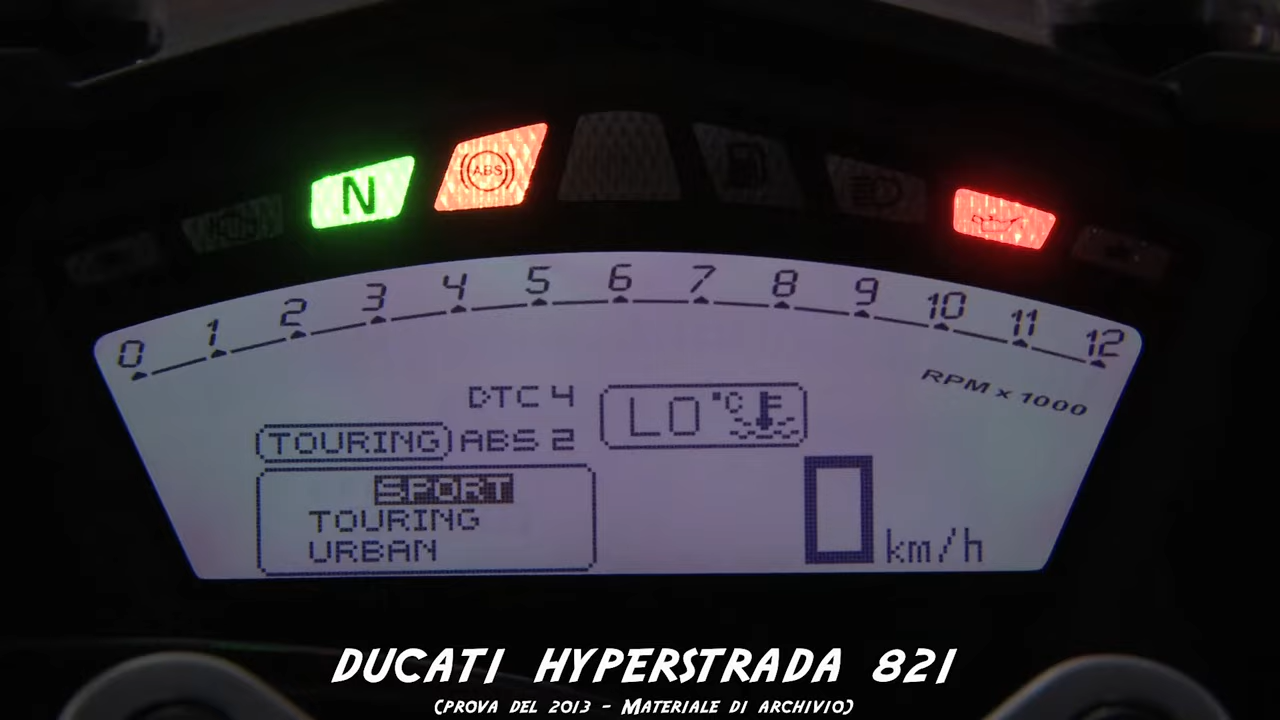 N
ABS
0 1 2 3 4 5 6 7 8 9 10 11 12
RPM x 1000
DTC 4
LO °C
TOURING ABS 2
SPORT
TOURING
URBAN
0 km/h
DUCATI HYPERSTRADA 821
(PROVA DEL 2013 - MATERIALE DI ARCHIVIO)